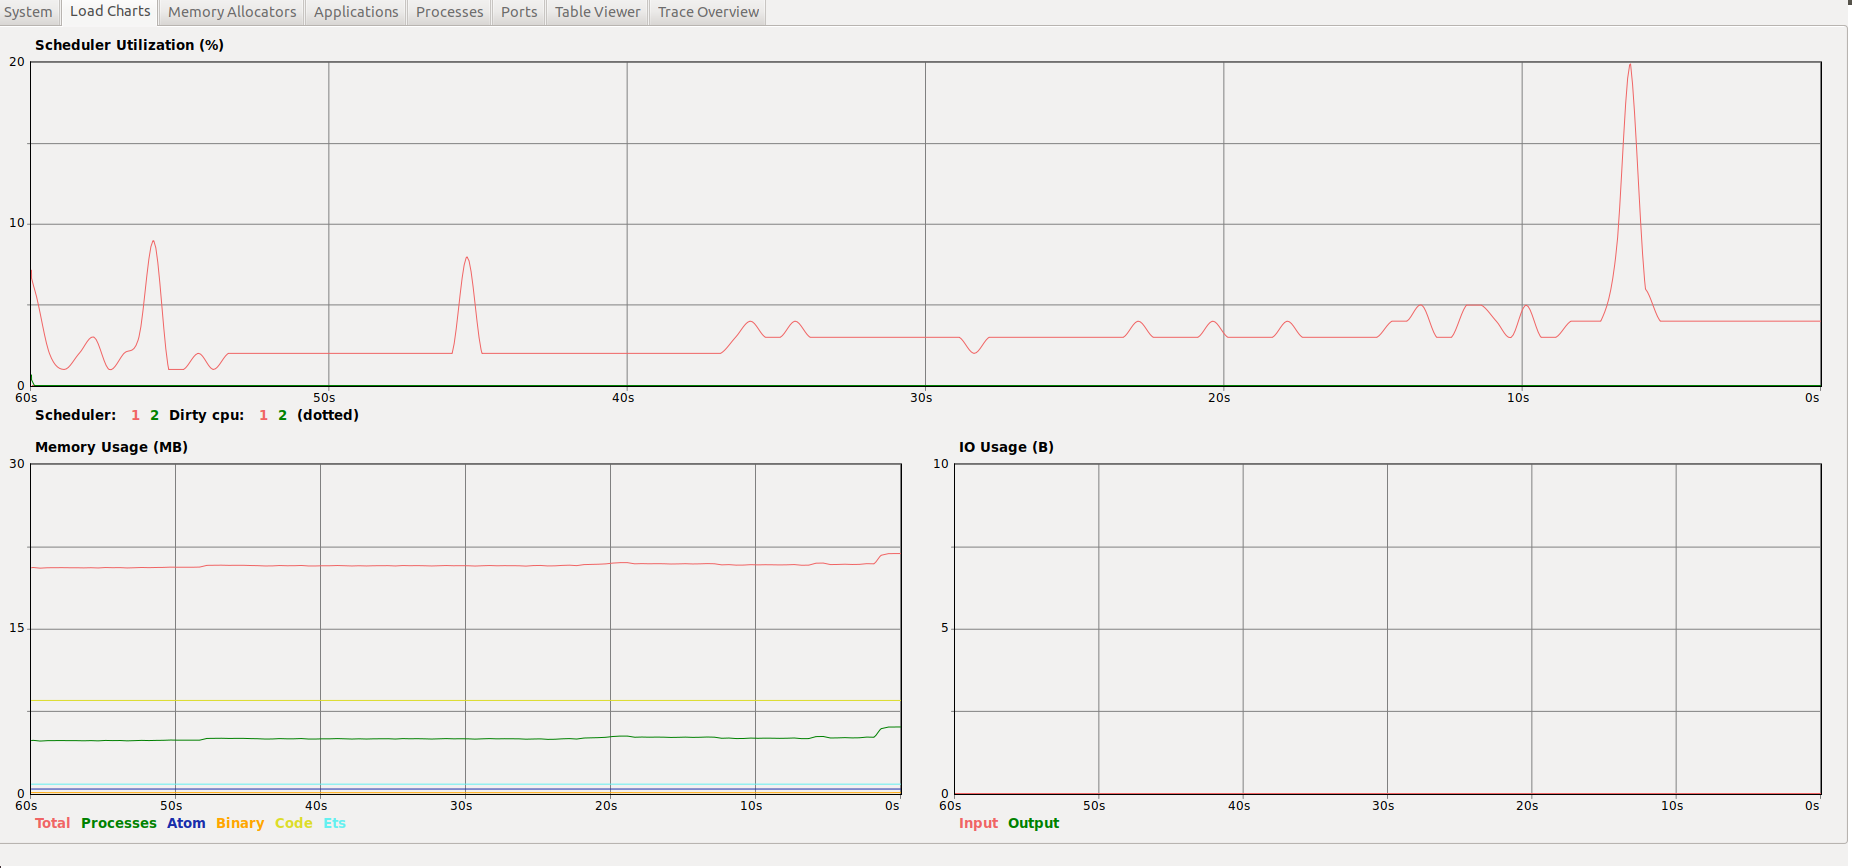 System Load Charts Memory Allocators Applications Processes Ports Table Viewer Trace Overview
Scheduler Utilization (%)
20
10
0
60s 50s 40s 30s 20s 10s 0s
Scheduler: 1 2 Dirty cpu: 1 2 (dotted)
Memory Usage (MB)
30
15
0
60s 50s 40s 30s 20s 10s 0s
Total Processes Atom Binary Code Ets
IO Usage (B)
10
5
0
60s 50s 40s 30s 20s 10s 0s
Input Output